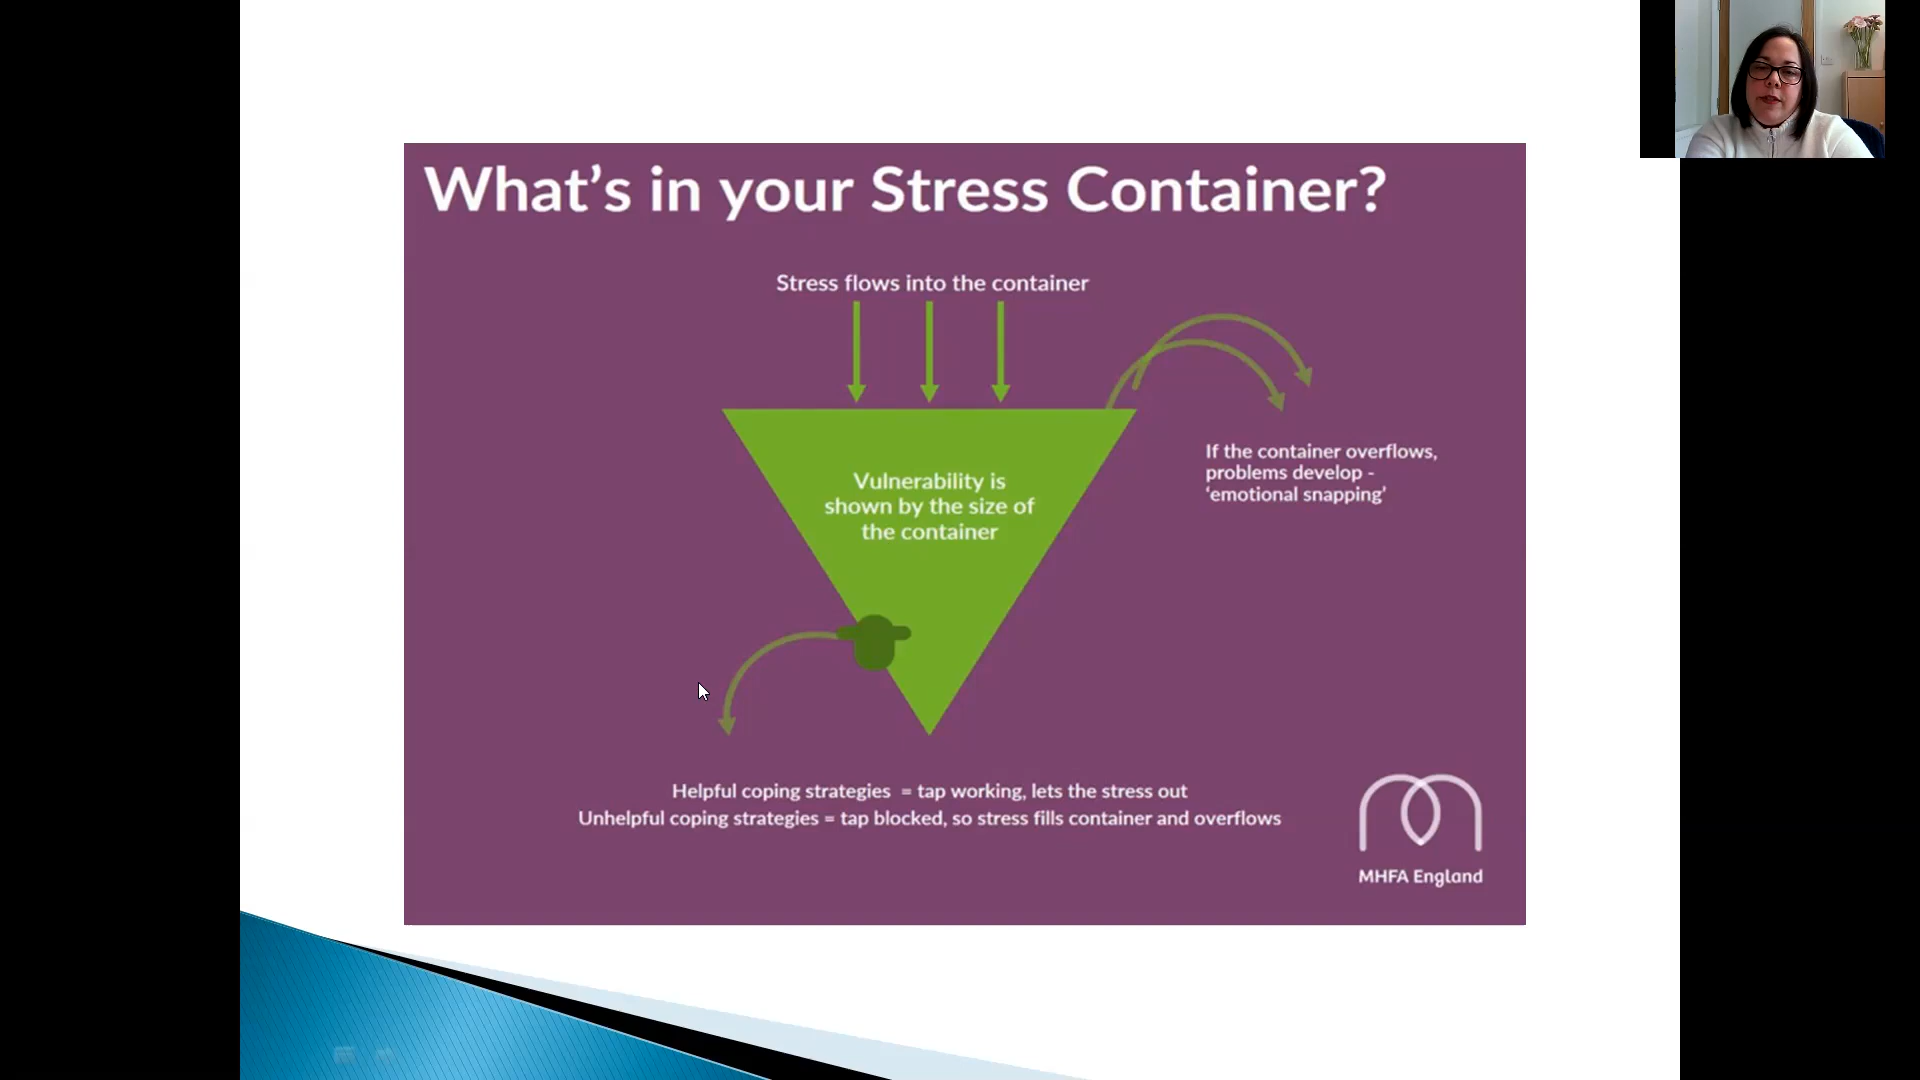 What’s in your Stress Container?
Stress flows into the container
If the container overflows,
problems develop -
‘emotional snapping’
Vulnerability is
shown by the size of
the container
Helpful coping strategies = tap working, lets the stress out
Unhelpful coping strategies = tap blocked, so stress fills container and overflows
MHFA England